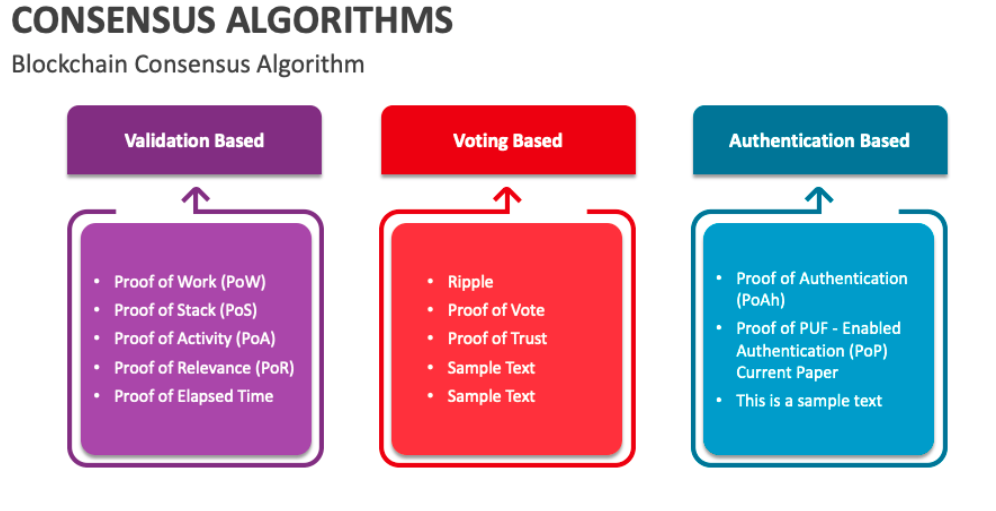 CONSENSUS ALGORITHMS
Blockchain Consensus Algorithm
Validation Based
• Proof of Work (PoW)
• Proof of Stack (PoS)
• Proof of Activity (PoA)
• Proof of Relevance (PoR)
• Proof of Elapsed Time
Voting Based
• Ripple
• Proof of Vote
• Proof of Trust
• Sample Text
• Sample Text
Authentication Based
• Proof of Authentication
(PoAh)
• Proof of PUF - Enabled
Authentication (PoP)
Current Paper
• This is a sample text